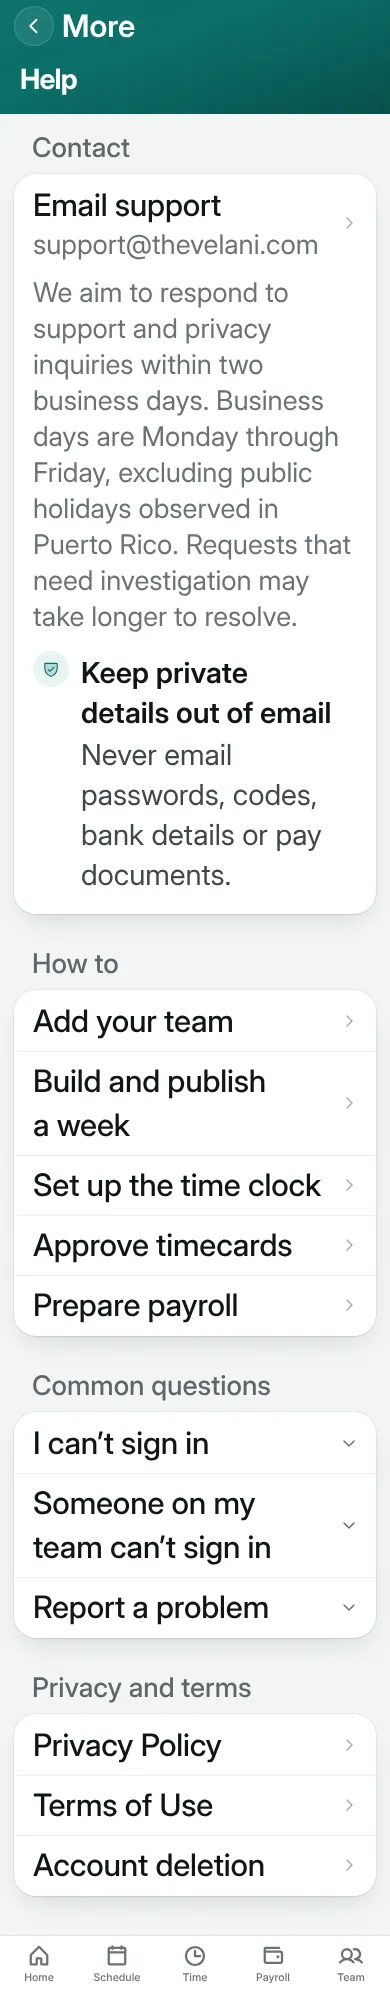 More
Help
Contact
Email support
support@thevelani.com
We aim to respond to
support and privacy
inquiries within two
business days. Business
days are Monday through
Friday, excluding public
holidays observed in
Puerto Rico. Requests that
need investigation may
take longer to resolve.
Keep private
details out of email
Never email
passwords, codes,
bank details or pay
documents.
How to
Add your team
Build and publish
a week
Set up the time clock
Approve timecards
Prepare payroll
Common questions
I can’t sign in
Someone on my
team can’t sign in
Report a problem
Privacy and terms
Privacy Policy
Terms of Use
Account deletion
Home Schedule Time Payroll Team